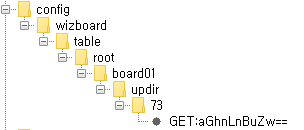 config
wizboard
table
root
board01
updir
73
GET:aGhnLnBuZw==